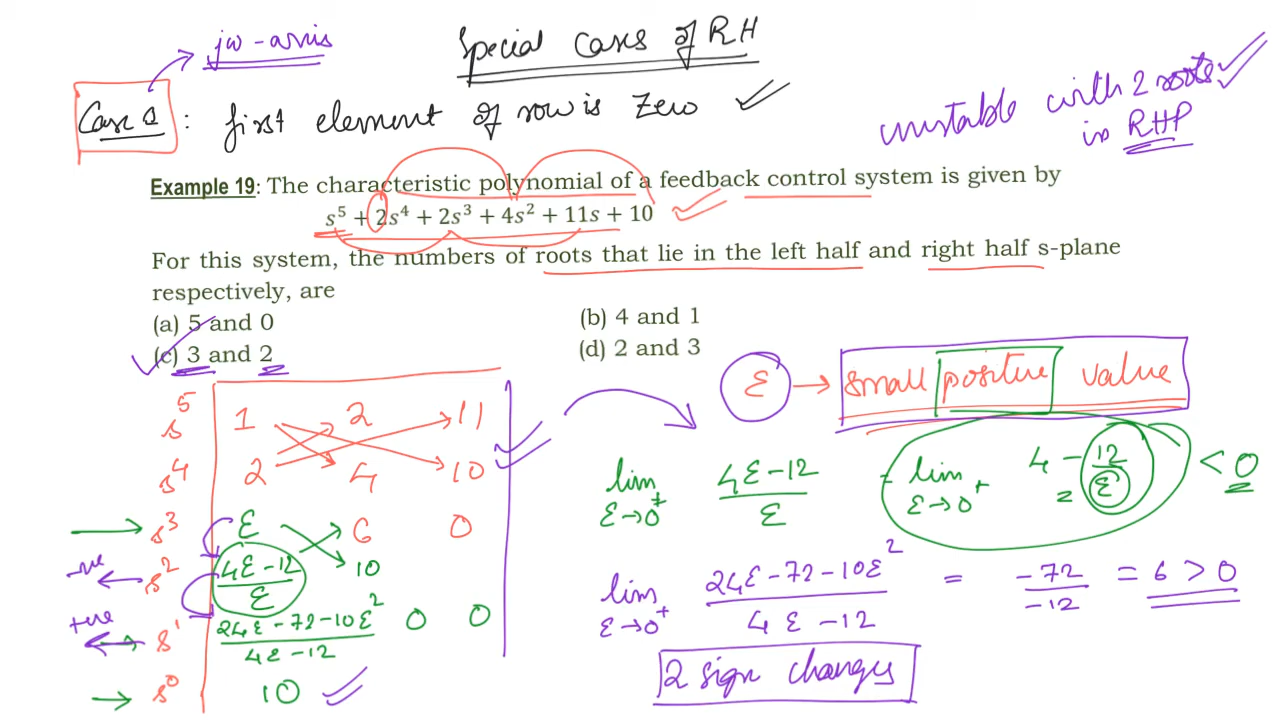 jω-axis
Special Cases of RH
Case 1 : first element of row is zero
unstable with 2 roots
in RHP
Example 19: The characteristic polynomial of a feedback control system is given by
s⁵ + 2s⁴ + 2s³ + 4s² + 11s + 10
For this system, the numbers of roots that lie in the left half and right half s-plane
respectively, are
(a) 5 and 0 (b) 4 and 1
(c) 3 and 2 (d) 2 and 3
ε → small positive value
s⁵ 1 2 11
s⁴ 2 4 10
s³ ε 6 0
-ve s² (4ε-12)/ε 10
+ve s¹ (24ε-72-10ε²)/(4ε-12) 0 0
s⁰ 10
lim ε→0⁺ (4ε-12)/ε = lim ε→0⁺ 4 - 12/ε < 0
lim ε→0⁺ (24ε-72-10ε²)/(4ε-12) = -72/-12 = 6 > 0
2 sign changes